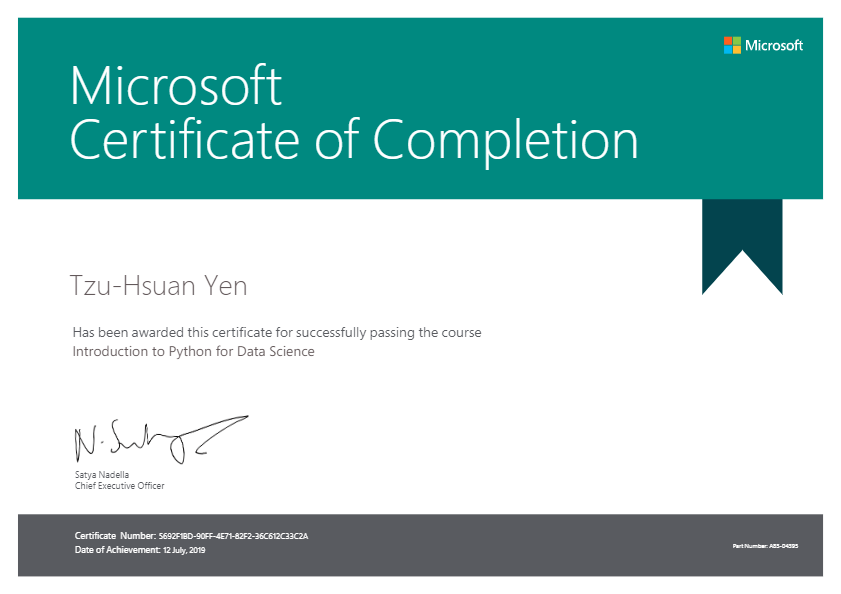 Microsoft
Microsoft
Certificate of Completion
Tzu-Hsuan Yen
Has been awarded this certificate for successfully passing the course
Introduction to Python for Data Science
Satya Nadella
Chief Executive Officer
Certificate Number: S692F1BD-90FF-4E71-82F2-36C612C33C2A
Date of Achievement: 12 July, 2019
Part Number: A85-04395